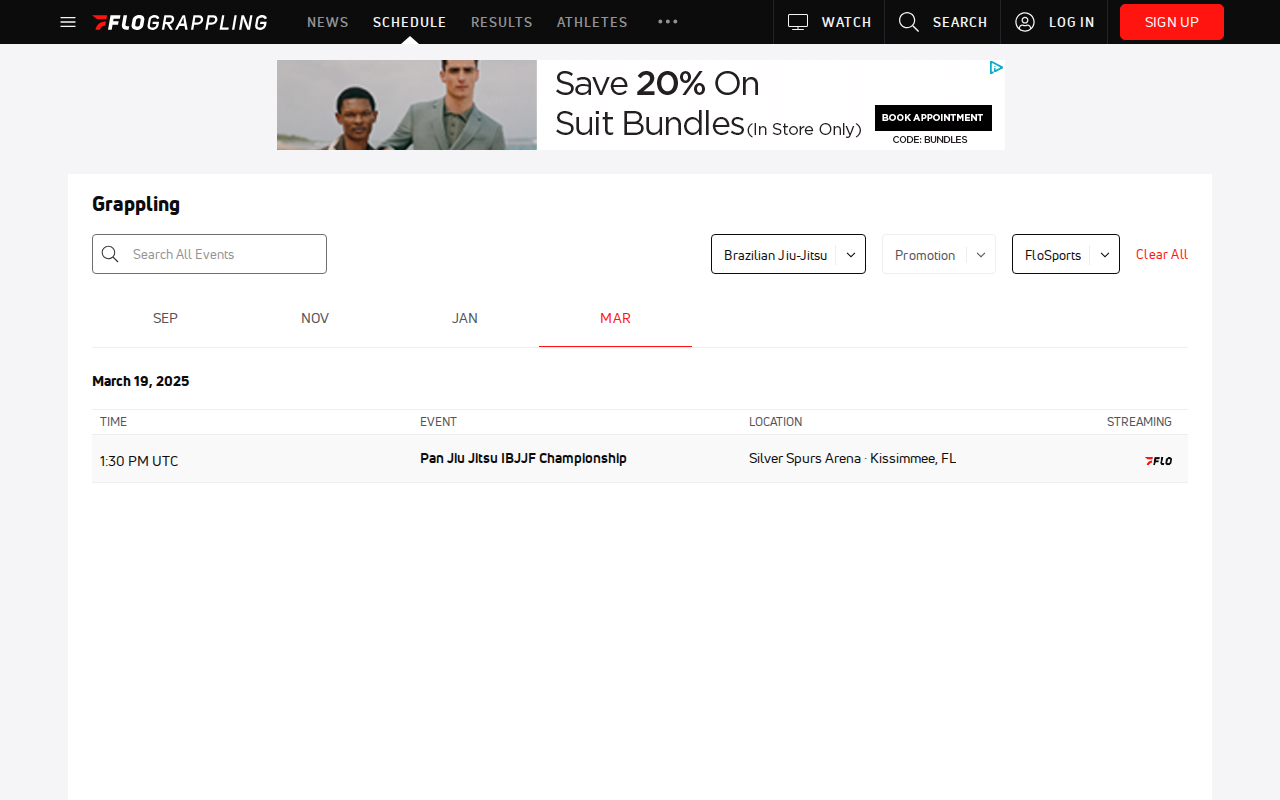 FLOGRAPPLING NEWS SCHEDULE RESULTS ATHLETES WATCH SEARCH LOG IN SIGN UP
Save 20% On
Suit Bundles (In Store Only)
BOOK APPOINTMENT
CODE: BUNDLES
Grappling
Search All Events Brazilian Jiu-Jitsu Promotion FloSports Clear All
SEP NOV JAN MAR
March 19, 2025
TIME EVENT LOCATION STREAMING
1:30 PM UTC Pan Jiu Jitsu IBJJF Championship Silver Spurs Arena · Kissimmee, FL FLO